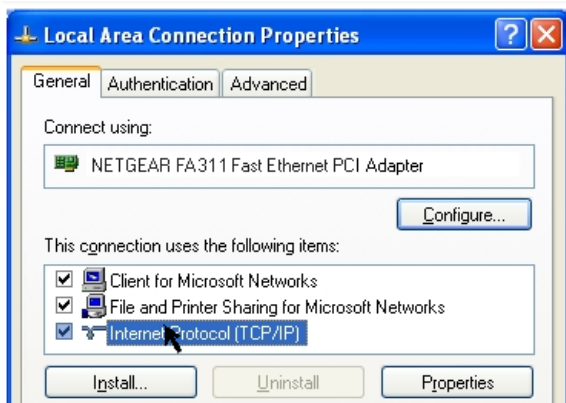 Local Area Connection Properties
General Authentication Advanced
Connect using:
NETGEAR FA311 Fast Ethernet PCI Adapter
Configure...
This connection uses the following items:
Client for Microsoft Networks
File and Printer Sharing for Microsoft Networks
Internet Protocol (TCP/IP)
Install... Uninstall Properties